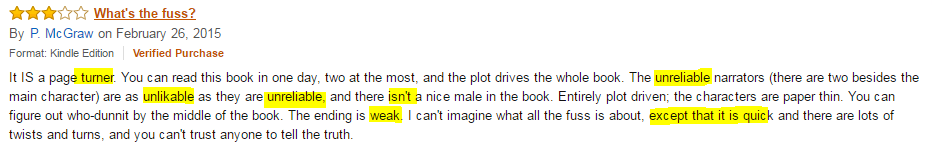 What's the fuss?
By P. McGraw on February 26, 2015
Format: Kindle Edition Verified Purchase
It IS a page turner. You can read this book in one day, two at the most, and the plot drives the whole book. The unreliable narrators (there are two besides the
main character) are as unlikable as they are unreliable, and there isn't a nice male in the book. Entirely plot driven; the characters are paper thin. You can
figure out who-dunnit by the middle of the book. The ending is weak. I can't imagine what all the fuss is about, except that it is quick and there are lots of
twists and turns, and you can't trust anyone to tell the truth.